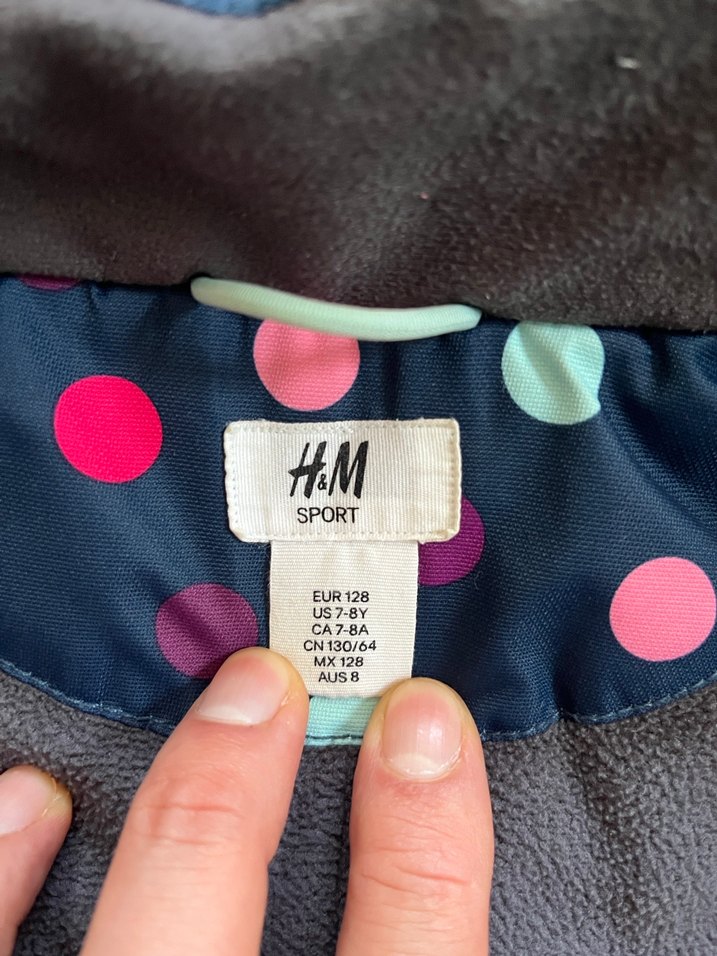 H&M
SPORT
EUR 128
US 7-8Y
CA 7-8A
CN 130/64
MX 128
AUS 8